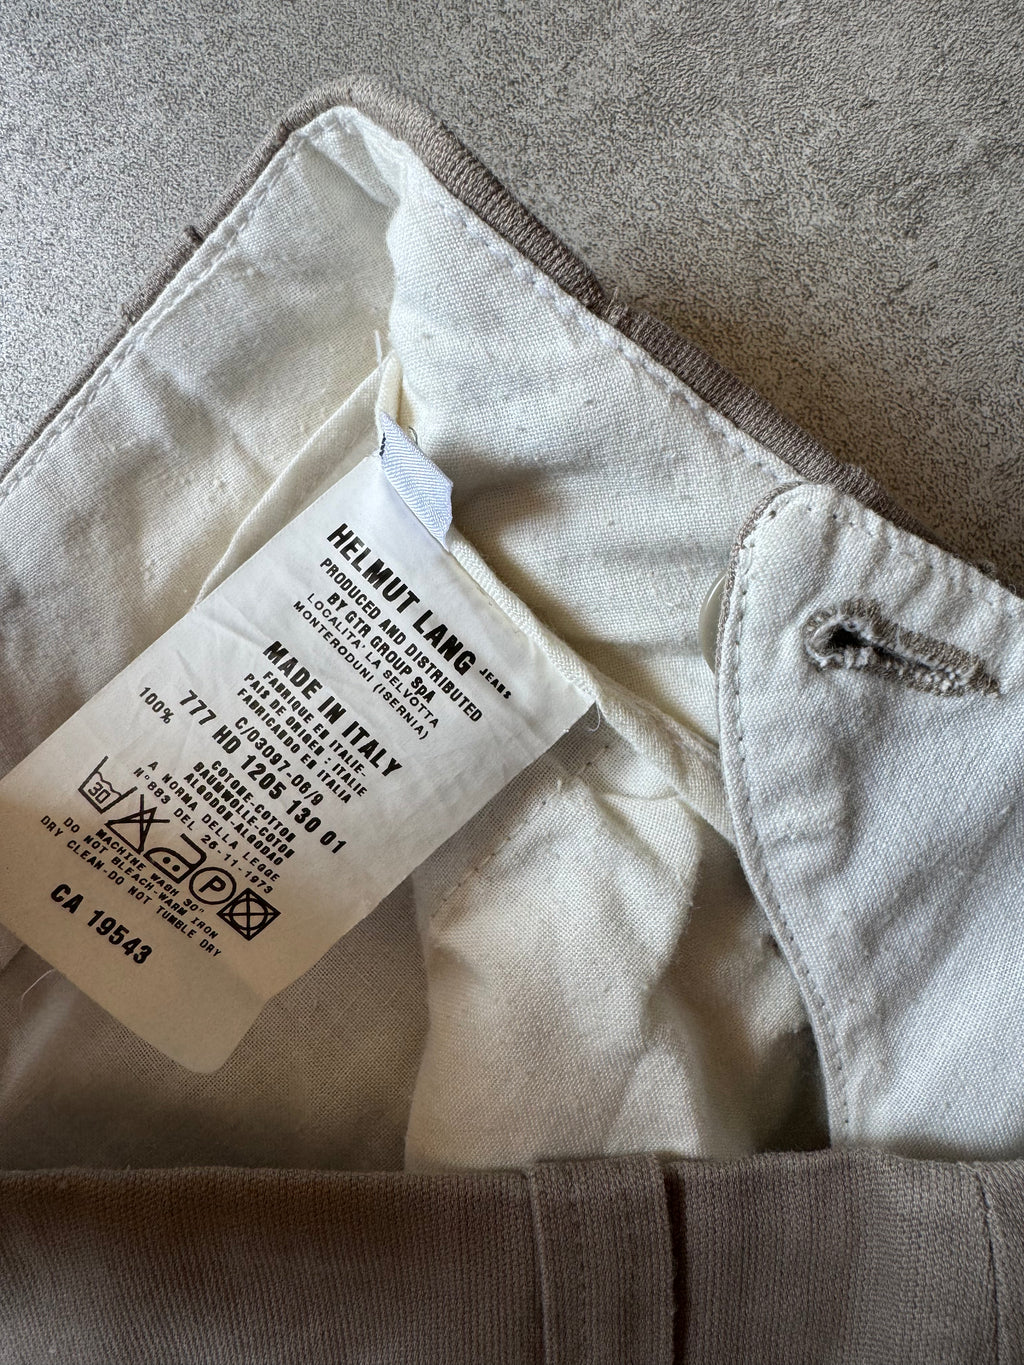 HELMUT LANG JEANS
PRODUCED AND DISTRIBUTED
BY GTR GROUP SpA
LOCALITA' LA SELVOTTA
MONTERODUNI (ISERNIA)
MADE IN ITALY
FABRIQUE EN ITALIE-
PAIS DE ORIGEN : ITALIE
FABRICADO EN ITALIA
C/03097-06/9
777 HD 1205 130 01
100%
COTONE-COTTON
BAUMWOLLE-COTON
ALGODON-ALGODAO
A NORMA DELLA LEGGE
N°883 DEL 26-11-1973
30
P
MACHINE WASH 30°
DO NOT BLEACH-WARM IRON
DRY CLEAN-DO NOT TUMBLE DRY
CA 19543